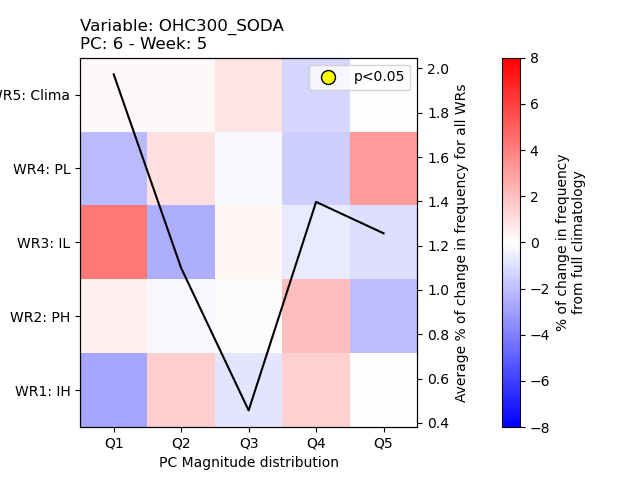 Variable: OHC300_SODA
PC: 6 - Week: 5
p<0.05
R5: Clima
WR4: PL
WR3: IL
WR2: PH
WR1: IH
Q1 Q2 Q3 Q4 Q5
PC Magnitude distribution
2.0
1.8
1.6
1.4
1.2
1.0
0.8
0.6
0.4
Average % of change in frequency for all WRs
8
6
4
2
0
−2
−4
−6
−8
% of change in frequency
from full climatology